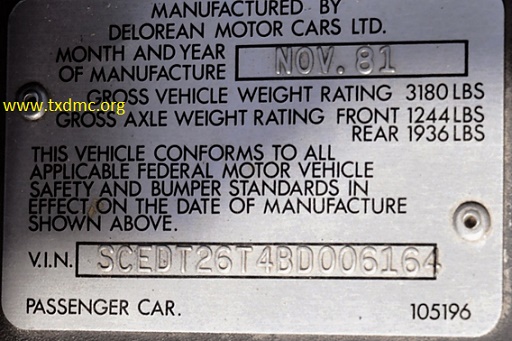 MANUFACTURED BY
DELOREAN MOTOR CARS LTD.
MONTH AND YEAR
OF MANUFACTURE NOV. 81
GROSS VEHICLE WEIGHT RATING 3180 LBS
www.txdmc.org
GROSS AXLE WEIGHT RATING FRONT 1244 LBS
REAR 1936 LBS
THIS VEHICLE CONFORMS TO ALL
APPLICABLE FEDERAL MOTOR VEHICLE
SAFETY AND BUMPER STANDARDS IN
EFFECT ON THE DATE OF MANUFACTURE
SHOWN ABOVE.
V.I.N. SCEDT26T4BD006164
PASSENGER CAR. 105196